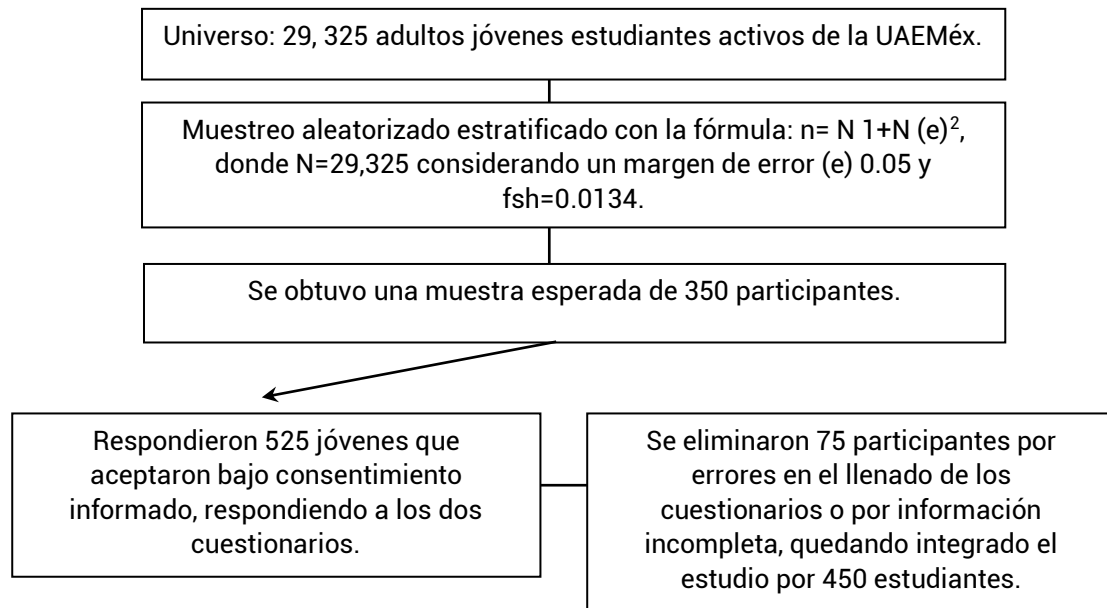 Universo: 29, 325 adultos jóvenes estudiantes activos de la UAEMéx.
Muestreo aleatorizado estratificado con la fórmula: n= N 1+N (e)²,
donde N=29,325 considerando un margen de error (e) 0.05 y
fsh=0.0134.
Se obtuvo una muestra esperada de 350 participantes.
Respondieron 525 jóvenes que
aceptaron bajo consentimiento
informado, respondiendo a los dos
cuestionarios.
Se eliminaron 75 participantes por
errores en el llenado de los
cuestionarios o por información
incompleta, quedando integrado el
estudio por 450 estudiantes.